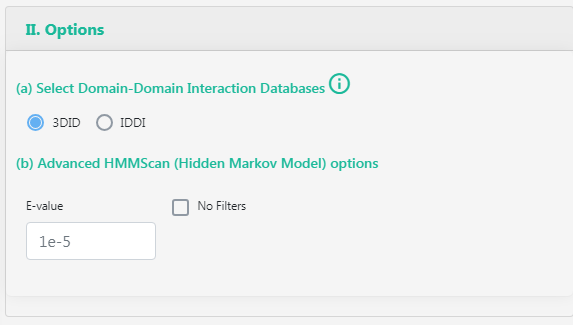 II. Options
(a) Select Domain-Domain Interaction Databases
3DID IDDI
(b) Advanced HMMScan (Hidden Markov Model) options
E-value No Filters
1e-5